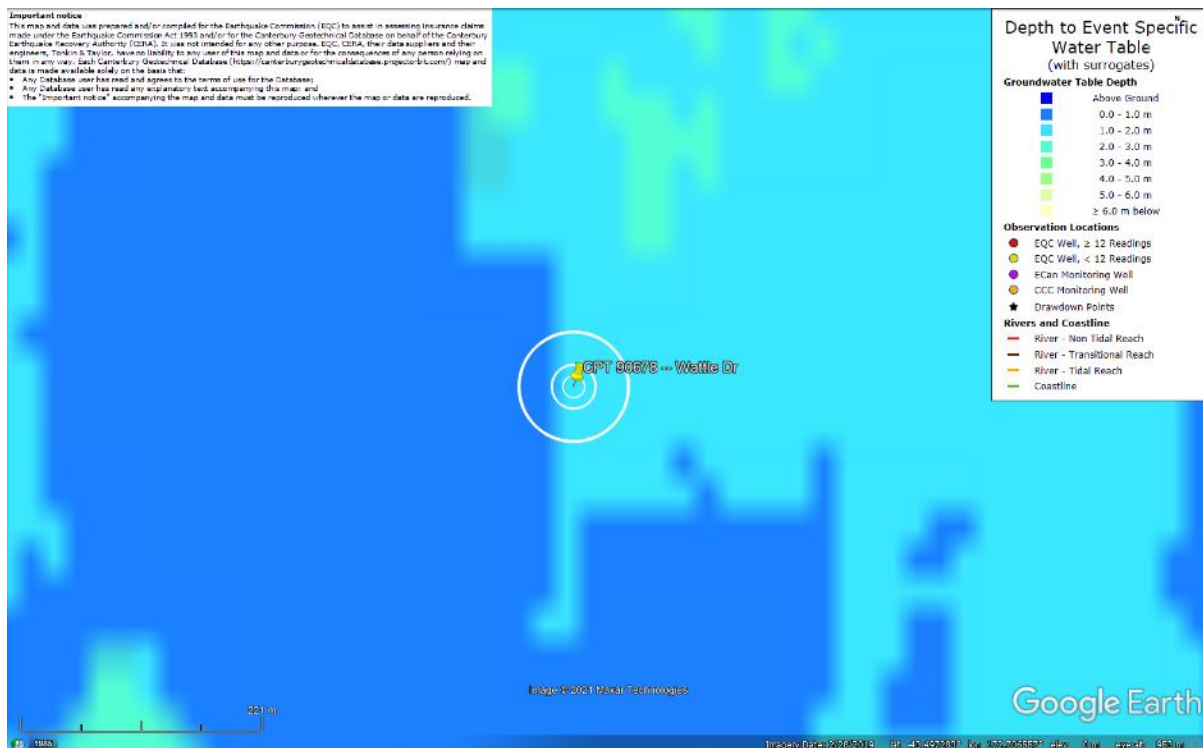 Important notice
This map and data was prepared and/or compiled for the Earthquake Commission (EQC) to assist in assessing insurance claims
made under the Earthquake Commission Act 1993 and/or for the Canterbury Geotechnical Database on behalf of the Canterbury
Earthquake Recovery Authority (CERA). It was not intended for any other purpose. EQC, CERA, their data suppliers and their
engineers, Tonkin & Taylor, have no liability to any user of this map and data or for the consequences of any person relying on
them in any way. Each Canterbury Geotechnical Database (https://canterburygeotechnicaldatabase.projectorbit.com/) map and
data is made available solely on the basis that:
• Any Database user has read and agrees to the terms of use for the Database;
• Any Database user has read any explanatory text accompanying this map; and
• The "Important notice" accompanying the map and data must be reproduced wherever the map or data are reproduced.
N
Depth to Event Specific
Water Table
(with surrogates)
Groundwater Table Depth
Above Ground
0.0 - 1.0 m
1.0 - 2.0 m
2.0 - 3.0 m
3.0 - 4.0 m
4.0 - 5.0 m
5.0 - 6.0 m
≥ 6.0 m below
Observation Locations
EQC Well, ≥ 12 Readings
EQC Well, < 12 Readings
ECan Monitoring Well
CCC Monitoring Well
Drawdown Points
Rivers and Coastline
River - Non Tidal Reach
River - Transitional Reach
River - Tidal Reach
Coastline
CPT 90678 -- Wattle Dr
Image © 2021 Maxar Technologies
221 m
Google Earth
Imagery Date: 2/28/2019 lat elev 0 m eye alt 953 m